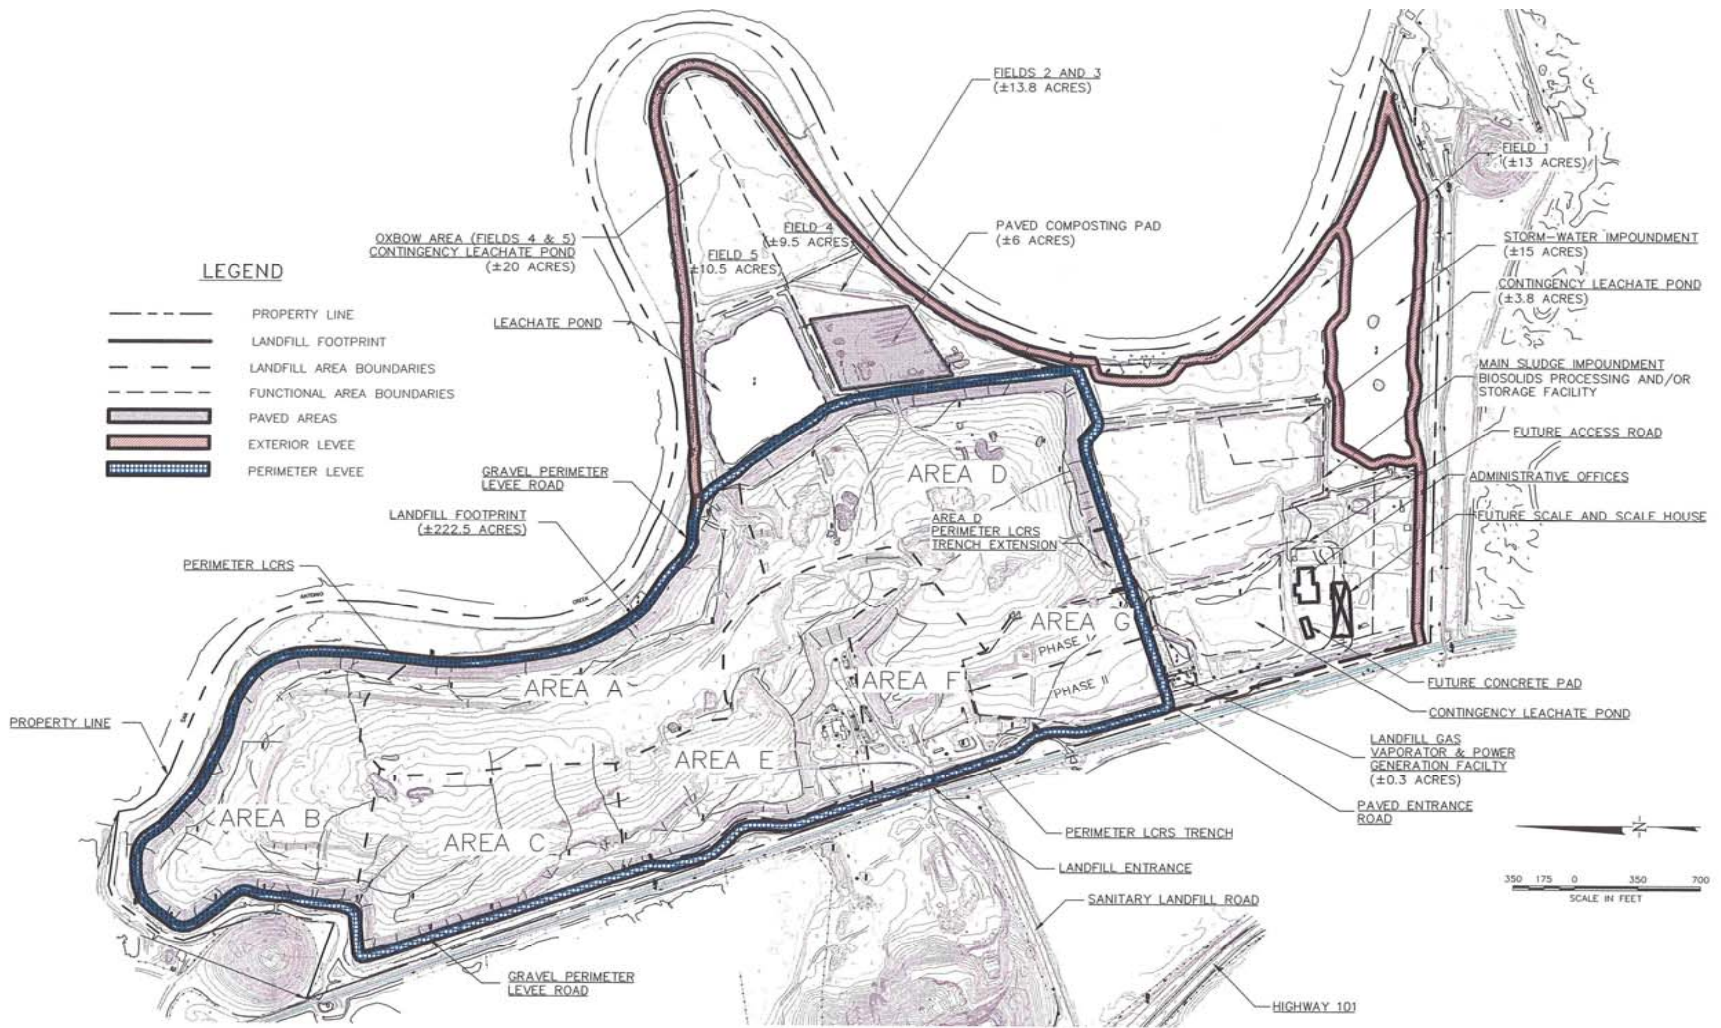 FIELDS 2 AND 3
(±13.8 ACRES)
FIELD 1
(±13 ACRES)
OXBOW AREA (FIELDS 4 & 5)
CONTINGENCY LEACHATE POND
(±20 ACRES)
FIELD 4
(±9.5 ACRES
FIELD 5
±10.5 ACRES)
PAVED COMPOSTING PAD
(±6 ACRES)
STORM-WATER IMPOUNDMENT
(±15 ACRES)
CONTINGENCY LEACHATE POND
(±3.8 ACRES)
LEGEND
PROPERTY LINE
LANDFILL FOOTPRINT
LANDFILL AREA BOUNDARIES
FUNCTIONAL AREA BOUNDARIES
PAVED AREAS
EXTERIOR LEVEE
PERIMETER LEVEE
LEACHATE POND
MAIN SLUDGE IMPOUNDMENT
BIOSOLIDS PROCESSING AND/OR
STORAGE FACILITY
FUTURE ACCESS ROAD
ADMINISTRATIVE OFFICES
FUTURE SCALE AND SCALE HOUSE
GRAVEL PERIMETER
LEVEE ROAD
LANDFILL FOOTPRINT
(±222.5 ACRES)
AREA D
AREA D
PERIMETER LCRS
TRENCH EXTENSION
PERIMETER LCRS
SAN
ANTONIO
CREEK
AREA G
PHASE I
PHASE II
AREA A
AREA F
PROPERTY LINE
AREA E
AREA B
AREA C
FUTURE CONCRETE PAD
CONTINGENCY LEACHATE POND
LANDFILL GAS
VAPORATOR & POWER
GENERATION FACILTY
(±0.3 ACRES)
PAVED ENTRANCE
ROAD
PERIMETER LCRS TRENCH
LANDFILL ENTRANCE
SANITARY LANDFILL ROAD
GRAVEL PERIMETER
LEVEE ROAD
HIGHWAY 101
N
350 175 0 350 700
SCALE IN FEET